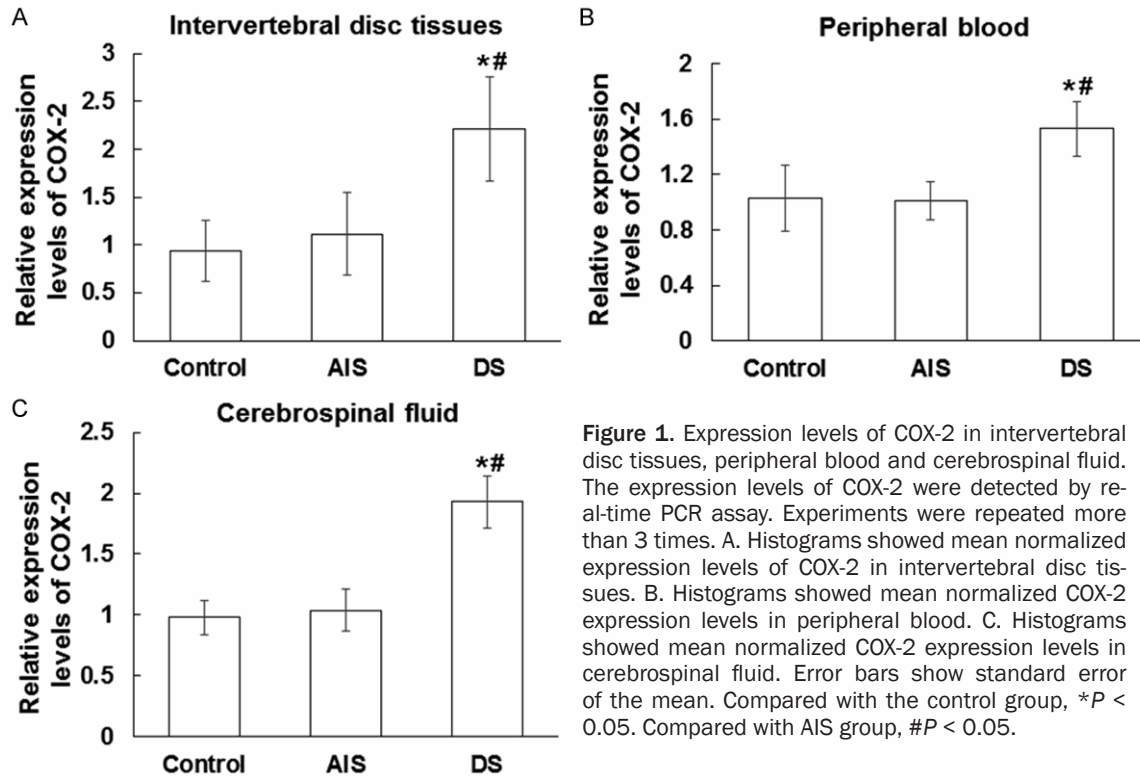 A
Intervertebral disc tissues
Relative expression
levels of COX-2
3
2.5
2
1.5
1
0.5
0
*#
Control AIS DS
B
Peripheral blood
Relative expression
levels of COX-2
2
1.6
1.2
0.8
0.4
0
*#
Control AIS DS
C
Cerebrospinal fluid
Relative expression
levels of COX-2
2.5
2
1.5
1
0.5
0
*#
Control AIS DS
Figure 1. Expression levels of COX-2 in intervertebral
disc tissues, peripheral blood and cerebrospinal fluid.
The expression levels of COX-2 were detected by re-
al-time PCR assay. Experiments were repeated more
than 3 times. A. Histograms showed mean normalized
expression levels of COX-2 in intervertebral disc tis-
sues. B. Histograms showed mean normalized COX-2
expression levels in peripheral blood. C. Histograms
showed mean normalized COX-2 expression levels in
cerebrospinal fluid. Error bars show standard error
of the mean. Compared with the control group, *P <
0.05. Compared with AIS group, #P < 0.05.